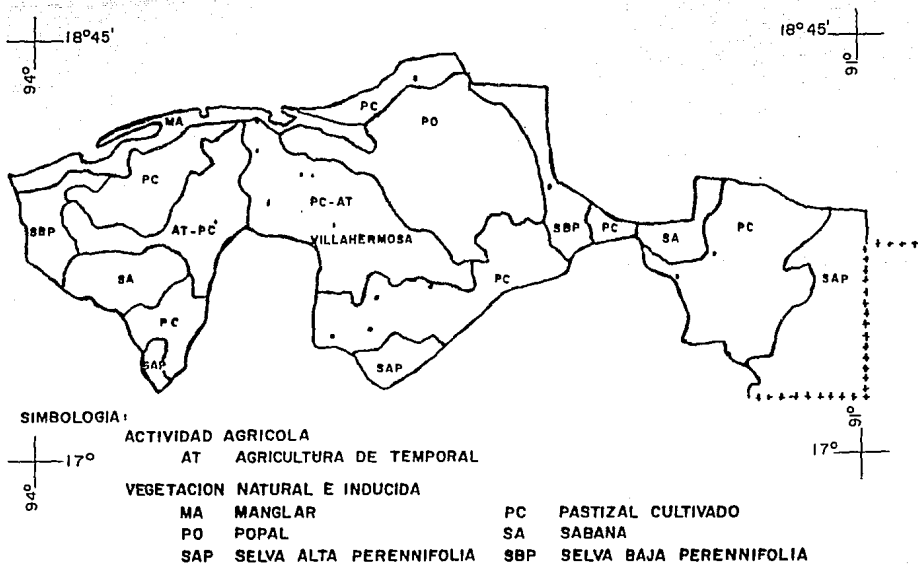 18°45'
18°45'
94°
91°
PC
MA
PO
PC
PC-AT
PC
SBP
AT-PC
VILLAHERMOSA
SBP
PC
SA
SA
PC
SAP
PC
SAP
SAP
SIMBOLOGIA:
ACTIVIDAD AGRICOLA
17°
AT AGRICULTURA DE TEMPORAL
17°
91°
94°
VEGETACION NATURAL E INDUCIDA
MA MANGLAR PC PASTIZAL CULTIVADO
PO POPAL SA SABANA
SAP SELVA ALTA PERENNIFOLIA SBP SELVA BAJA PERENNIFOLIA